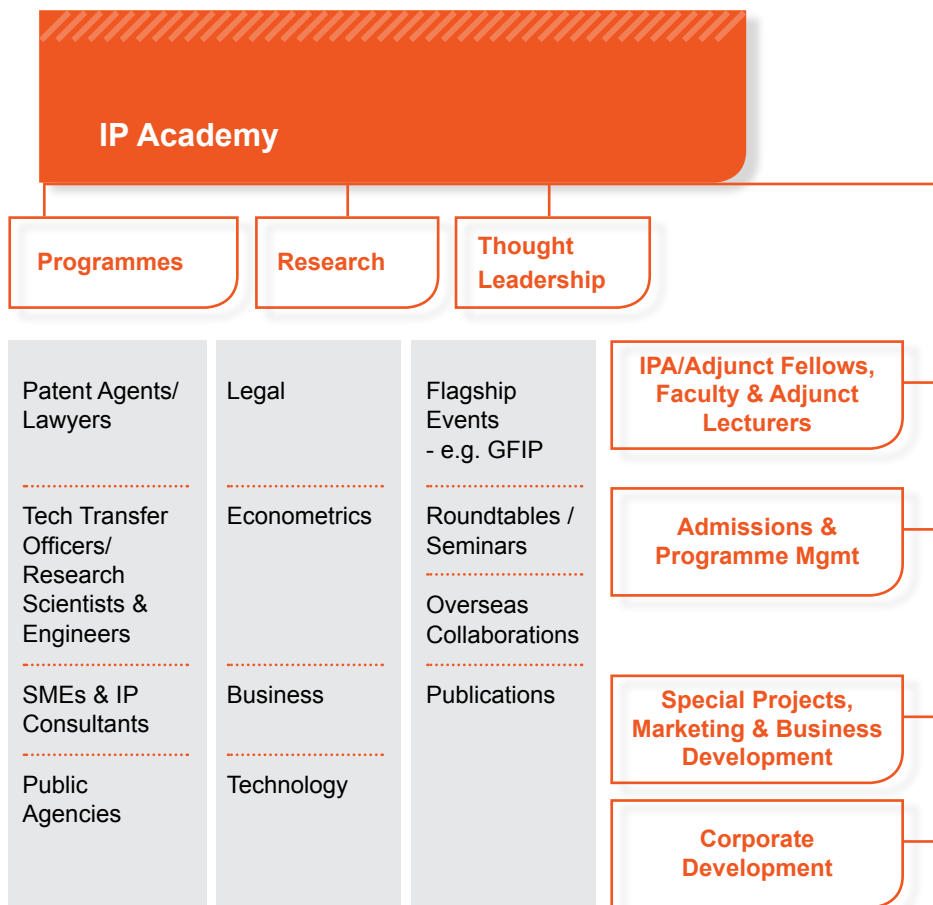 IP Academy
Programmes
Research
Thought
Leadership
Patent Agents/
Lawyers
Tech Transfer
Officers/
Research
Scientists &
Engineers
SMEs & IP
Consultants
Public
Agencies
Legal
Econometrics
Business
Technology
Flagship
Events
- e.g. GFIP
Roundtables /
Seminars
Overseas
Collaborations
Publications
IPA/Adjunct Fellows,
Faculty & Adjunct
Lecturers
Admissions &
Programme Mgmt
Special Projects,
Marketing & Business
Development
Corporate
Development